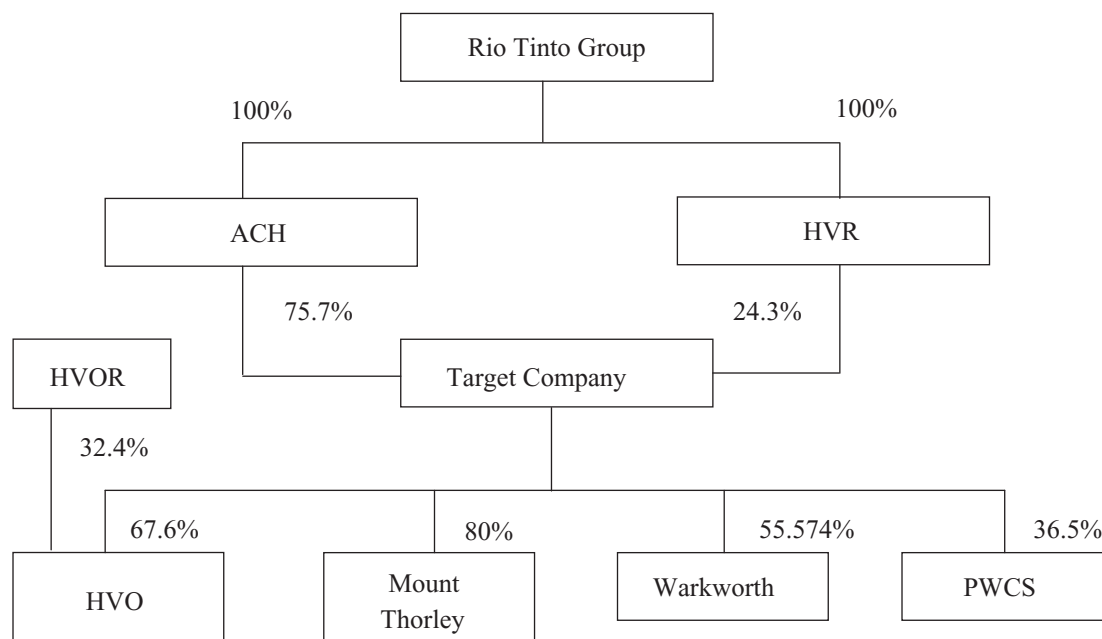 Rio Tinto Group
100%
100%
ACH
HVR
75.7%
24.3%
HVOR
Target Company
32.4%
67.6%
80%
55.574%
36.5%
HVO
Mount
Thorley
Warkworth
PWCS